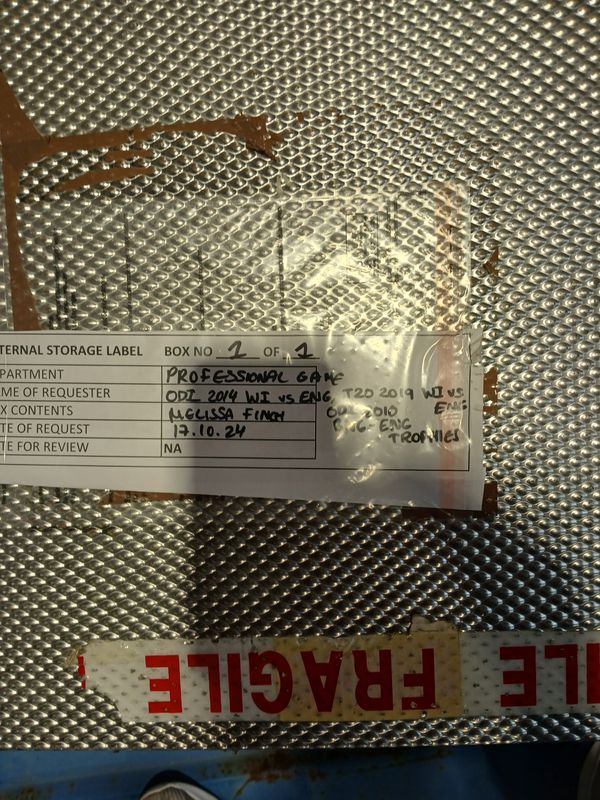 TERNAL STORAGE LABEL BOX NO 1 OF 1
PARTMENT PROFESSIONAL GAME
ME OF REQUESTER ODI 2014 WI VS ENG, T20 2019 WI VS ENG
X CONTENTS MELISSA FINCH ODI 2010
TE OF REQUEST 17.10.24 ENG TROPHIES
TE FOR REVIEW NA
FRAGILE
ILE